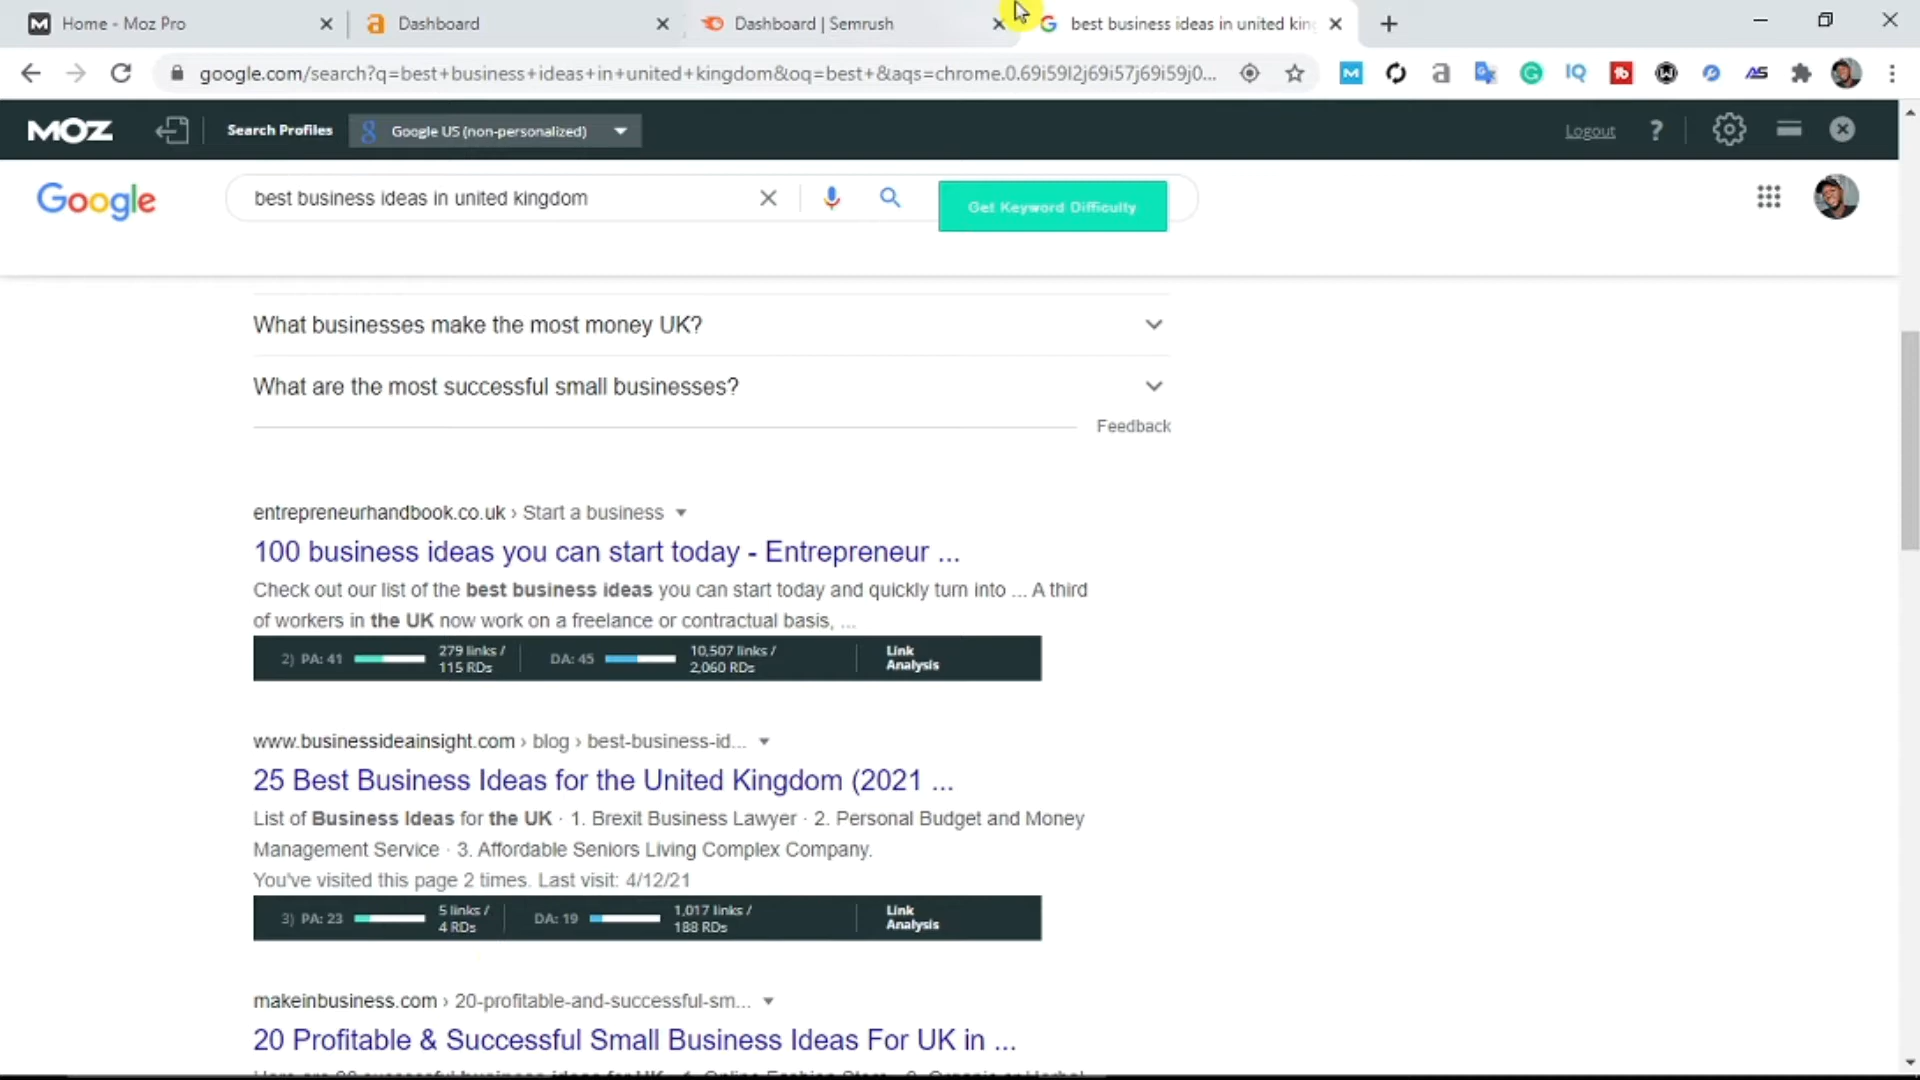 Home - Moz Pro
Dashboard
Dashboard | Semrush
best business ideas in united kin
google.com/search?q=best+business+ideas+in+united+kingdom&oq=best+&aqs=chrome.0.69i59l2j69i57j69i59j0...
MOZ
Search Profiles
Google US (non-personalized)
Logout
?
Google
best business ideas in united kingdom
Get Keyword Difficulty
What businesses make the most money UK?
What are the most successful small businesses?
Feedback
entrepreneurhandbook.co.uk › Start a business
100 business ideas you can start today - Entrepreneur ...
Check out our list of the best business ideas you can start today and quickly turn into ... A third
of workers in the UK now work on a freelance or contractual basis, ...
2) PA: 41
279 links /
115 RDs
DA: 45
10,507 links /
2,060 RDs
Link
Analysis
www.businessideainsight.com › blog › best-business-id...
25 Best Business Ideas for the United Kingdom (2021 ...
List of Business Ideas for the UK · 1. Brexit Business Lawyer · 2. Personal Budget and Money
Management Service · 3. Affordable Seniors Living Complex Company.
You've visited this page 2 times. Last visit: 4/12/21
3) PA: 23
5 links /
4 RDs
DA: 19
1,017 links /
188 RDs
Link
Analysis
makeinbusiness.com › 20-profitable-and-successful-sm...
20 Profitable & Successful Small Business Ideas For UK in ...